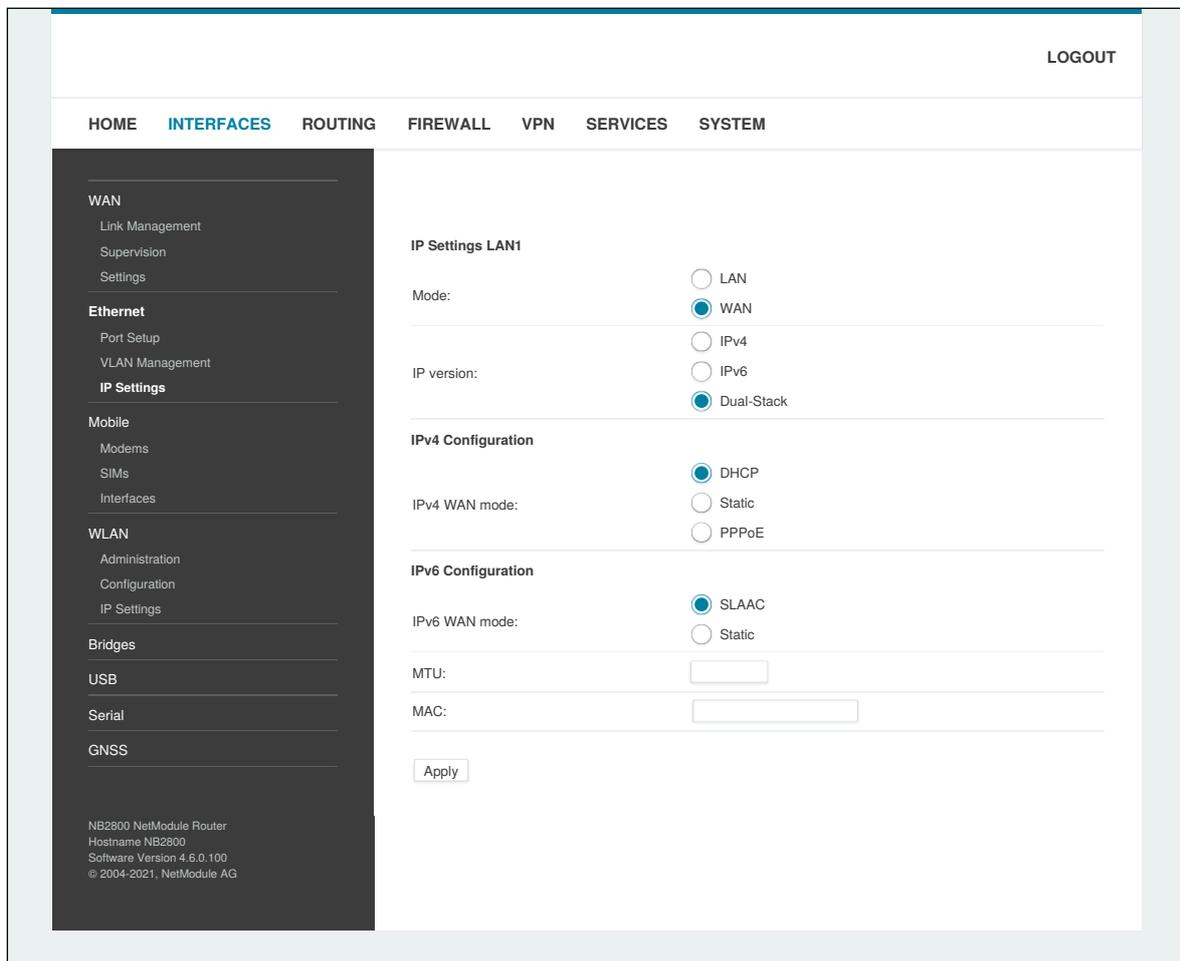 LOGOUT
HOME INTERFACES ROUTING FIREWALL VPN SERVICES SYSTEM
WAN
Link Management
Supervision
Settings
Ethernet
Port Setup
VLAN Management
IP Settings
Mobile
Modems
SIMs
Interfaces
WLAN
Administration
Configuration
IP Settings
Bridges
USB
Serial
GNSS
NB2800 NetModule Router
Hostname NB2800
Software Version 4.6.0.100
© 2004-2021, NetModule AG
IP Settings LAN1
Mode:
LAN
WAN
IP version:
IPv4
IPv6
Dual-Stack
IPv4 Configuration
IPv4 WAN mode:
DHCP
Static
PPPoE
IPv6 Configuration
IPv6 WAN mode:
SLAAC
Static
MTU:
MAC:
Apply